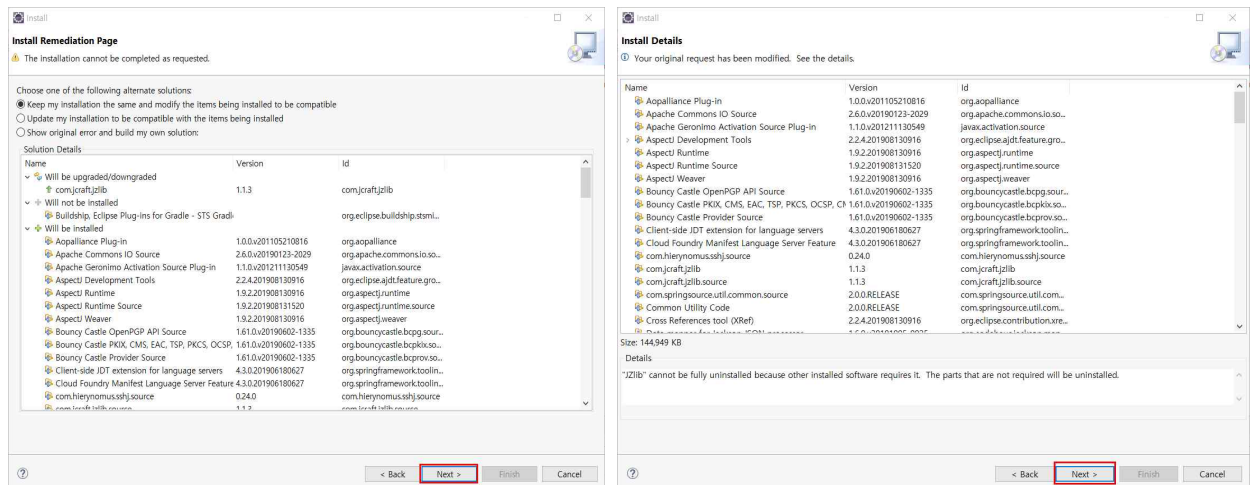 Install
Install Remediation Page
The installation cannot be completed as requested.
Choose one of the following alternate solutions:
Keep my installation the same and modify the items being installed to be compatible
Update my installation to be compatible with the items being installed
Show original error and build my own solution:
Solution Details
Name Version Id
Will be upgraded/downgraded
com.jcraft.jzlib 1.1.3 com.jcraft.jzlib
Will not be installed
Buildship, Eclipse Plug-ins for Gradle - STS Gradl org.eclipse.buildship.stsmi...
Will be installed
Aopalliance Plug-in 1.0.0.v201105210816 org.aopalliance
Apache Commons IO Source 2.6.0.v20190123-2029 org.apache.commons.io.so...
Apache Geronimo Activation Source Plug-in 1.1.0.v201211130549 javax.activation.source
AspectJ Development Tools 2.2.4.201908130916 org.eclipse.ajdt.feature.gro...
AspectJ Runtime 1.9.2.201908130916 org.aspectj.runtime
AspectJ Runtime Source 1.9.2.201908131520 org.aspectj.runtime.source
AspectJ Weaver 1.9.2.201908130916 org.aspectj.weaver
Bouncy Castle OpenPGP API Source 1.61.0.v20190602-1335 org.bouncycastle.bcpg.sour...
Bouncy Castle PKIX, CMS, EAC, TSP, PKCS, OCSP, 1.61.0.v20190602-1335 org.bouncycastle.bcpkix.so...
Bouncy Castle Provider Source 1.61.0.v20190602-1335 org.bouncycastle.bcprov.so...
Client-side JDT extension for language servers 4.3.0.201906180627 org.springframework.toolin...
Cloud Foundry Manifest Language Server Feature 4.3.0.201906180627 org.springframework.toolin...
com.hierynomus.sshj.source 0.24.0 com.hierynomus.sshj.source
com.jcraft.jzlib.source 1.1.3 com.jcraft.jzlib.source
< Back Next > Finish Cancel
Install
Install Details
Your original request has been modified. See the details.
Name Version Id
Aopalliance Plug-in 1.0.0.v201105210816 org.aopalliance
Apache Commons IO Source 2.6.0.v20190123-2029 org.apache.commons.io.so...
Apache Geronimo Activation Source Plug-in 1.1.0.v201211130549 javax.activation.source
AspectJ Development Tools 2.2.4.201908130916 org.eclipse.ajdt.feature.gro...
AspectJ Runtime 1.9.2.201908130916 org.aspectj.runtime
AspectJ Runtime Source 1.9.2.201908131520 org.aspectj.runtime.source
AspectJ Weaver 1.9.2.201908130916 org.aspectj.weaver
Bouncy Castle OpenPGP API Source 1.61.0.v20190602-1335 org.bouncycastle.bcpg.sour...
Bouncy Castle PKIX, CMS, EAC, TSP, PKCS, OCSP, CM 1.61.0.v20190602-1335 org.bouncycastle.bcpkix.so...
Bouncy Castle Provider Source 1.61.0.v20190602-1335 org.bouncycastle.bcprov.so...
Client-side JDT extension for language servers 4.3.0.201906180627 org.springframework.toolin...
Cloud Foundry Manifest Language Server Feature 4.3.0.201906180627 org.springframework.toolin...
com.hierynomus.sshj.source 0.24.0 com.hierynomus.sshj.source
com.jcraft.jzlib 1.1.3 com.jcraft.jzlib
com.jcraft.jzlib.source 1.1.3 com.jcraft.jzlib.source
com.springsource.util.common.source 2.0.0.RELEASE com.springsource.util.com...
Common Utility Code 2.0.0.RELEASE com.springsource.util.com...
Cross References tool (XRef) 2.2.4.201908130916 org.eclipse.contribution.xre...
Size: 144,949 KB
Details
"JZlib" cannot be fully uninstalled because other installed software requires it. The parts that are not required will be uninstalled.
< Back Next > Finish Cancel